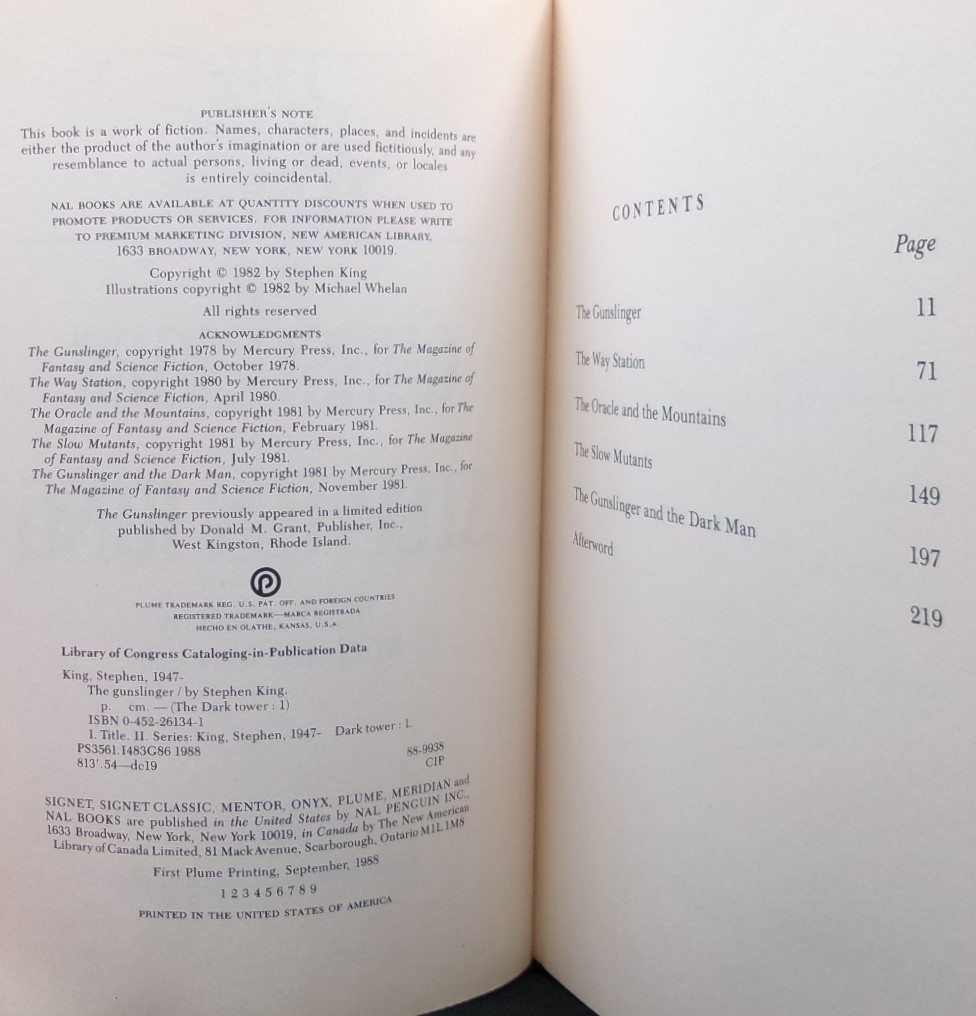 PUBLISHER'S NOTE
This book is a work of fiction. Names, characters, places, and incidents are
either the product of the author's imagination or are used fictitiously, and any
resemblance to actual persons, living or dead, events, or locales
is entirely coincidental.
NAL BOOKS ARE AVAILABLE AT QUANTITY DISCOUNTS WHEN USED TO
PROMOTE PRODUCTS OR SERVICES. FOR INFORMATION PLEASE WRITE
TO PREMIUM MARKETING DIVISION, NEW AMERICAN LIBRARY,
1633 BROADWAY, NEW YORK, NEW YORK 10019.
Copyright © 1982 by Stephen King
Illustrations copyright © 1982 by Michael Whelan
All rights reserved
ACKNOWLEDGMENTS
The Gunslinger, copyright 1978 by Mercury Press, Inc., for The Magazine of
Fantasy and Science Fiction, October 1978.
The Way Station, copyright 1980 by Mercury Press, Inc., for The Magazine of
Fantasy and Science Fiction, April 1980.
The Oracle and the Mountains, copyright 1981 by Mercury Press, Inc., for The
Magazine of Fantasy and Science Fiction, February 1981.
The Slow Mutants, copyright 1981 by Mercury Press, Inc., for The Magazine
of Fantasy and Science Fiction, July 1981.
The Gunslinger and the Dark Man, copyright 1981 by Mercury Press, Inc., for
The Magazine of Fantasy and Science Fiction, November 1981.
The Gunslinger previously appeared in a limited edition
published by Donald M. Grant, Publisher, Inc.,
West Kingston, Rhode Island.
P
PLUME TRADEMARK REG. U.S. PAT. OFF. AND FOREIGN COUNTRIES
REGISTERED TRADEMARK—MARCA REGISTRADA
HECHO EN OLATHE, KANSAS, U.S.A.
Library of Congress Cataloging-in-Publication Data
King, Stephen, 1947-
The gunslinger / by Stephen King.
p. cm. — (The Dark tower : 1)
ISBN 0-452-26134-1
I. Title. II. Series: King, Stephen, 1947- Dark tower : 1.
PS3561.I483G86 1988
813'.54—dc19
88-9938
CIP
SIGNET, SIGNET CLASSIC, MENTOR, ONYX, PLUME, MERIDIAN and
NAL BOOKS are published in the United States by NAL PENGUIN INC.,
1633 Broadway, New York, New York 10019, in Canada by The New American
Library of Canada Limited, 81 Mack Avenue, Scarborough, Ontario M1L 1M8
First Plume Printing, September, 1988
1 2 3 4 5 6 7 8 9
PRINTED IN THE UNITED STATES OF AMERICA
CONTENTS
Page
The Gunslinger 11
The Way Station 71
The Oracle and the Mountains 117
The Slow Mutants 149
The Gunslinger and the Dark Man 197
Afterword 219